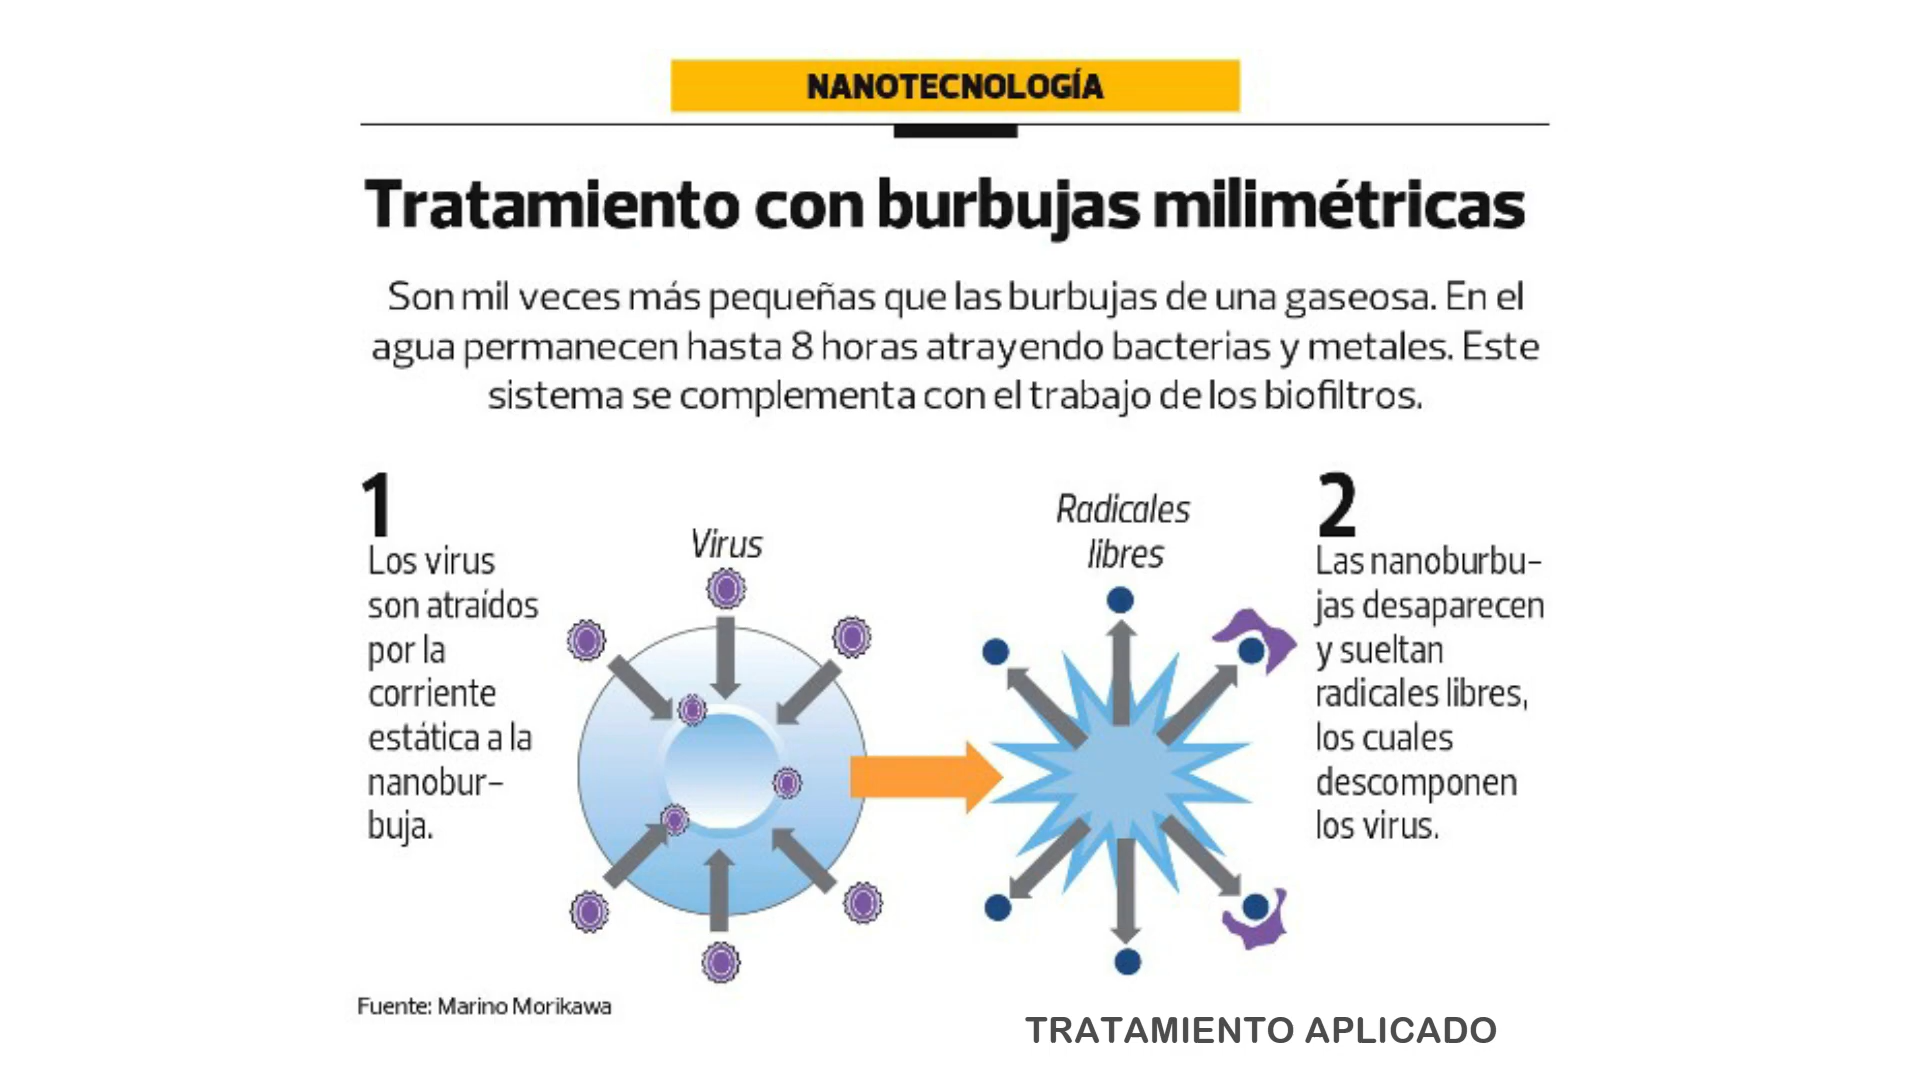 NANOTECNOLOGÍA
Tratamiento con burbujas milimétricas
Son mil veces más pequeñas que las burbujas de una gaseosa. En el
agua permanecen hasta 8 horas atrayendo bacterias y metales. Este
sistema se complementa con el trabajo de los biofiltros.
1
Los virus
son atraídos
por la
corriente
estática a la
nanobur-
buja.
Virus
Radicales
libres
2
Las nanoburbu-
jas desaparecen
y sueltan
radicales libres,
los cuales
descomponen
los virus.
Fuente: Marino Morikawa
TRATAMIENTO APLICADO